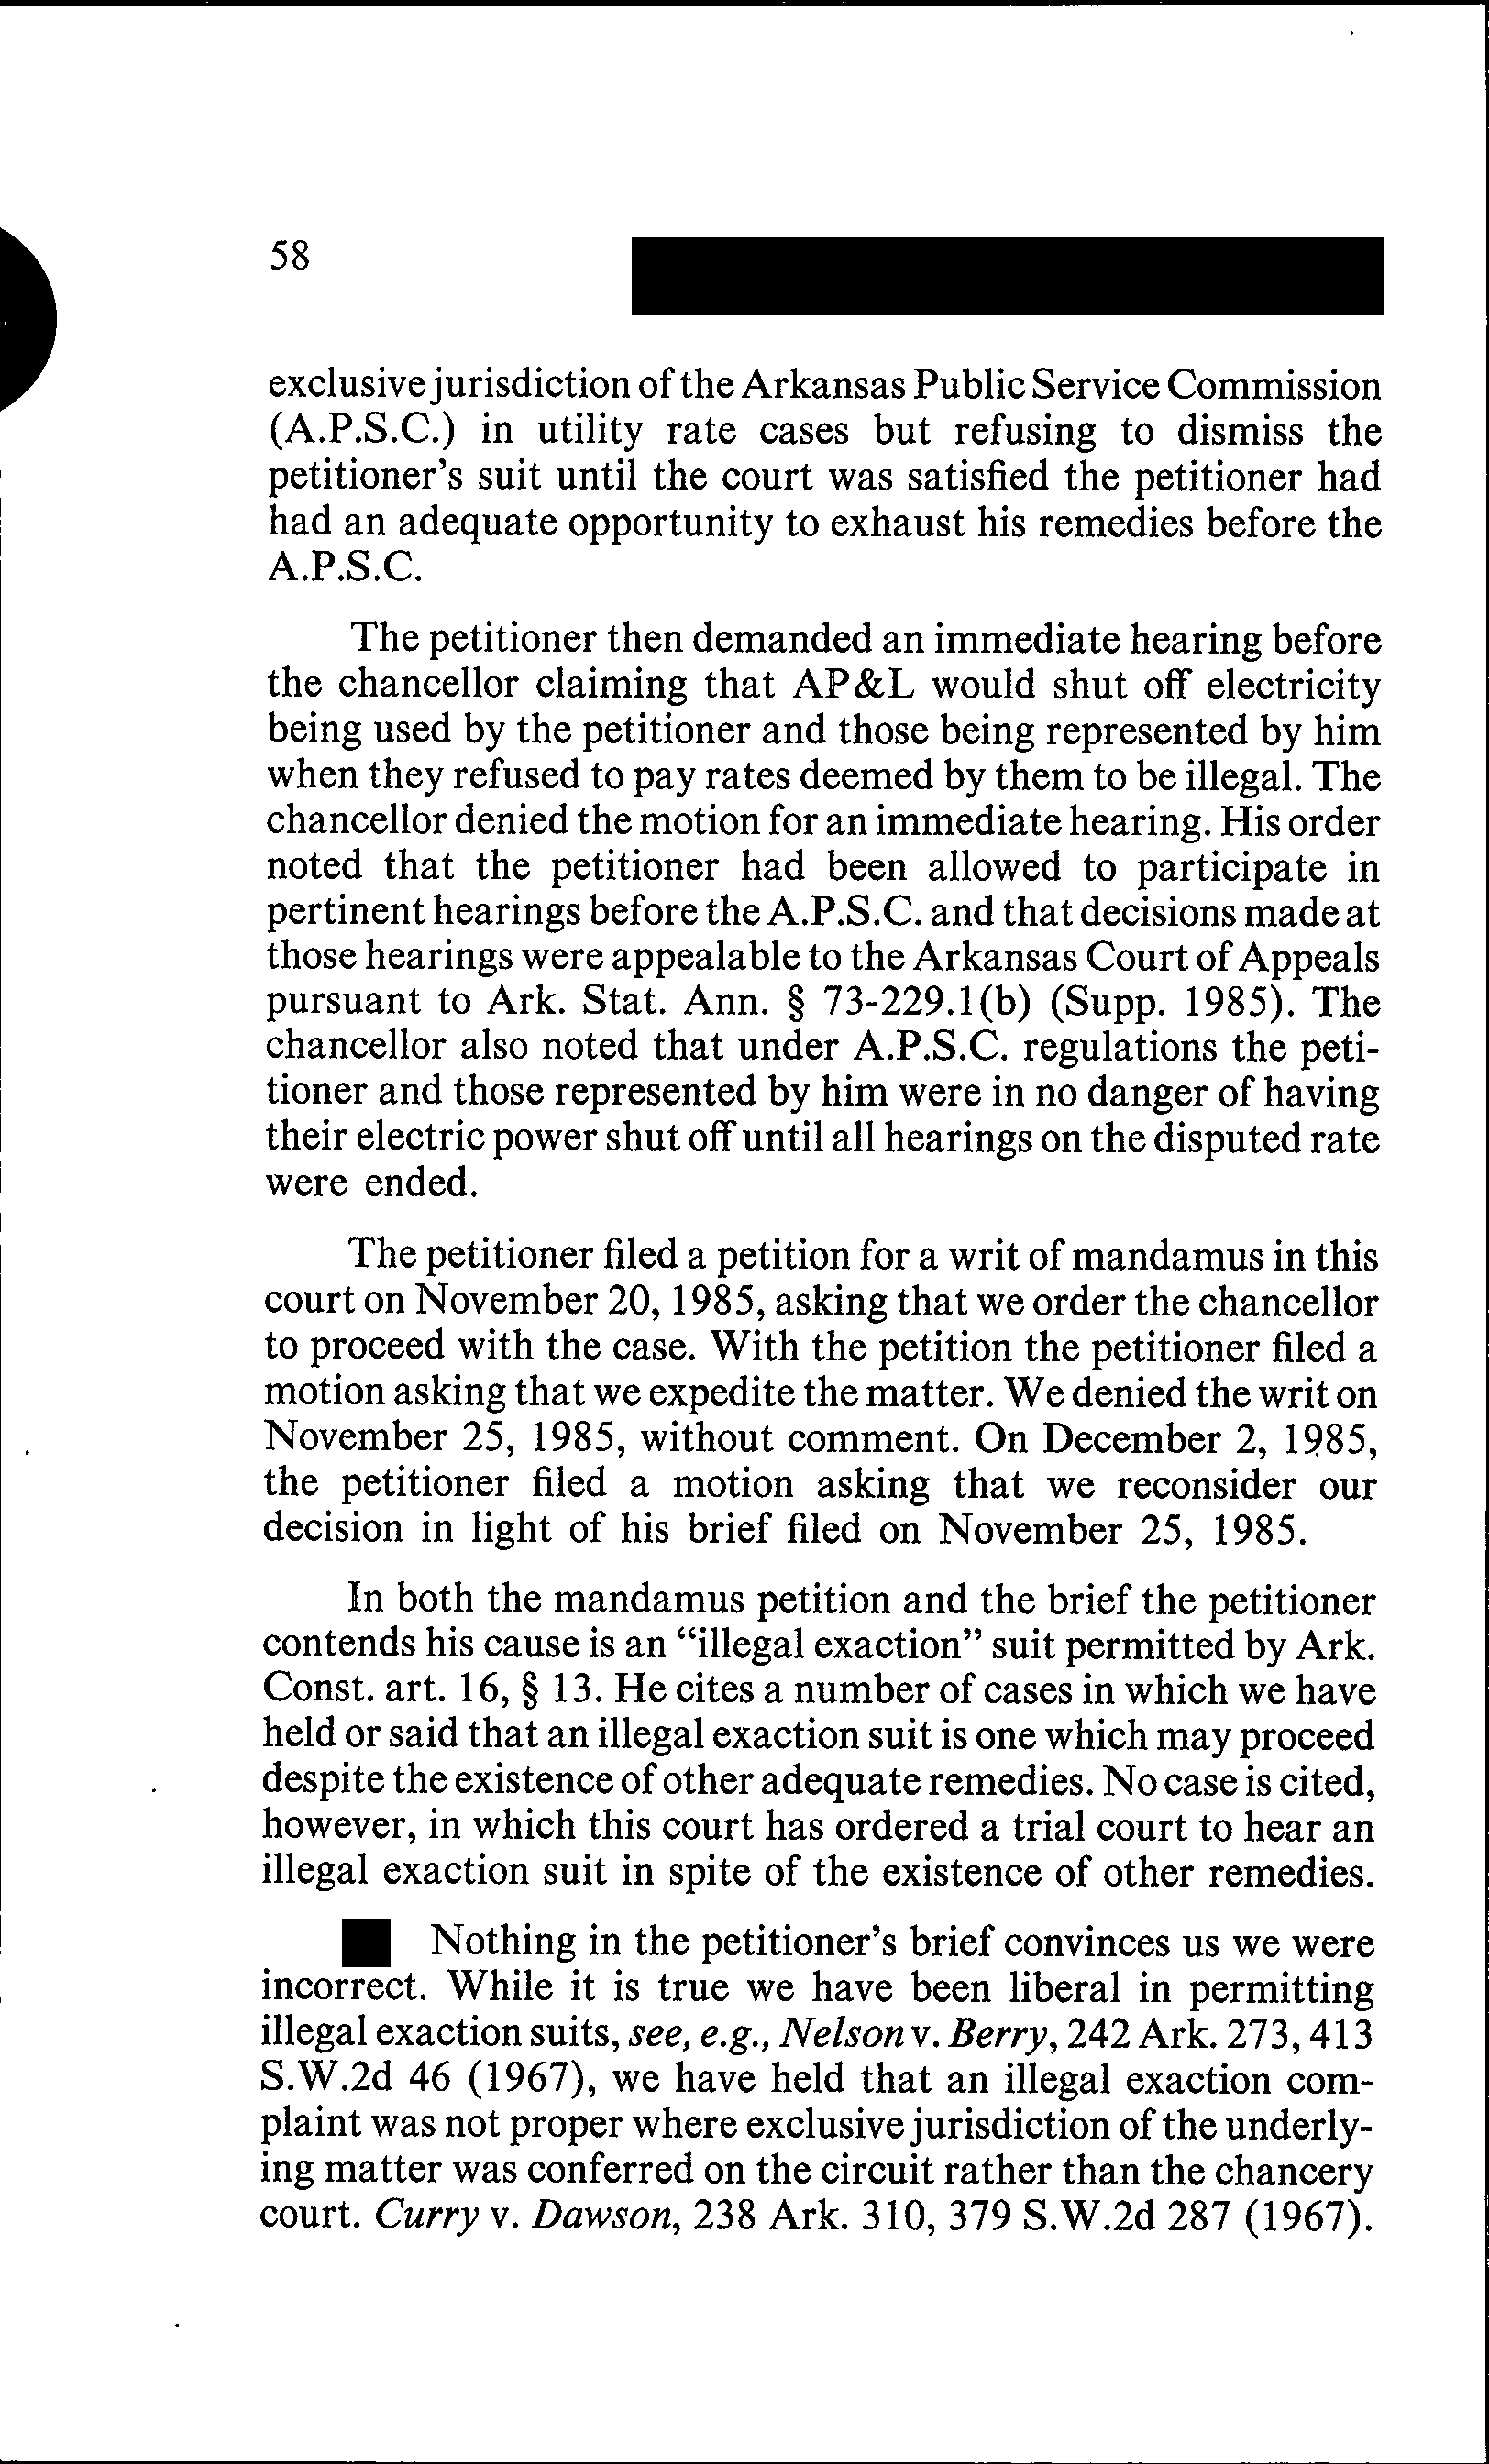 58
exclusive jurisdiction of the Arkansas Public Service Commission
(A.P.S.C.) in utility rate cases but refusing to dismiss the
petitioner's suit until the court was satisfied the petitioner had
had an adequate opportunity to exhaust his remedies before the
A.P.S.C.
The petitioner then demanded an immediate hearing before
the chancellor claiming that AP&L would shut off electricity
being used by the petitioner and those being represented by him
when they refused to pay rates deemed by them to be illegal. The
chancellor denied the motion for an immediate hearing. His order
noted that the petitioner had been allowed to participate in
pertinent hearings before the A.P.S.C. and that decisions made at
those hearings were appealable to the Arkansas Court of Appeals
pursuant to Ark. Stat. Ann. § 73-229.1(b) (Supp. 1985). The
chancellor also noted that under A.P.S.C. regulations the peti-
tioner and those represented by him were in no danger of having
their electric power shut off until all hearings on the disputed rate
were ended.
The petitioner filed a petition for a writ of mandamus in this
court on November 20, 1985, asking that we order the chancellor
to proceed with the case. With the petition the petitioner filed a
motion asking that we expedite the matter. We denied the writ on
November 25, 1985, without comment. On December 2, 1985,
the petitioner filed a motion asking that we reconsider our
decision in light of his brief filed on November 25, 1985.
In both the mandamus petition and the brief the petitioner
contends his cause is an “illegal exaction” suit permitted by Ark.
Const. art. 16, § 13. He cites a number of cases in which we have
held or said that an illegal exaction suit is one which may proceed
despite the existence of other adequate remedies. No case is cited,
however, in which this court has ordered a trial court to hear an
illegal exaction suit in spite of the existence of other remedies.
Nothing in the petitioner's brief convinces us we were
incorrect. While it is true we have been liberal in permitting
illegal exaction suits, see, e.g., Nelson v. Berry, 242 Ark. 273, 413
S.W.2d 46 (1967), we have held that an illegal exaction com-
plaint was not proper where exclusive jurisdiction of the underly-
ing matter was conferred on the circuit rather than the chancery
court. Curry v. Dawson, 238 Ark. 310, 379 S.W.2d 287 (1967).